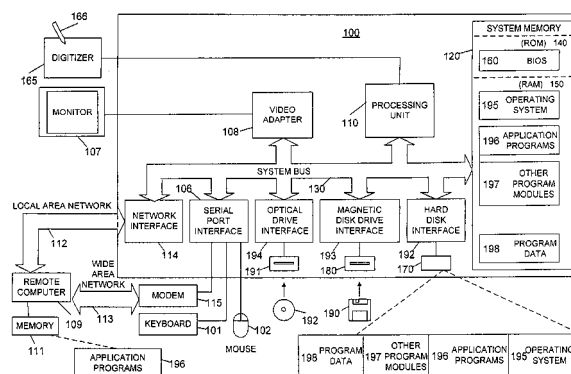 166
165
DIGITIZER
MONITOR
107
100
VIDEO
ADAPTER
108
110
PROCESSING
UNIT
120
SYSTEM MEMORY
(ROM) 140
160 BIOS
(RAM) 150
195 OPERATING
SYSTEM
196 APPLICATION
PROGRAMS
197
OTHER
PROGRAM
MODULES
198 PROGRAM
DATA
SYSTEM BUS
130
LOCAL AREA NETWORK
112
NETWORK
INTERFACE
114
106
SERIAL
PORT
INTERFACE
OPTICAL
DRIVE
INTERFACE
194
191
MAGNETIC
DISK DRIVE
INTERFACE
193
180
HARD
DISK
INTERFACE
192
170
WIDE
AREA
NETWORK
113
REMOTE
COMPUTER
109
MODEM
115
KEYBOARD
101
102
MOUSE
192
190
MEMORY
111
APPLICATION
PROGRAMS
196
198 PROGRAM
DATA
197 OTHER
PROGRAM
MODULES
196 APPLICATION
PROGRAMS
195 OPERATING
SYSTEM